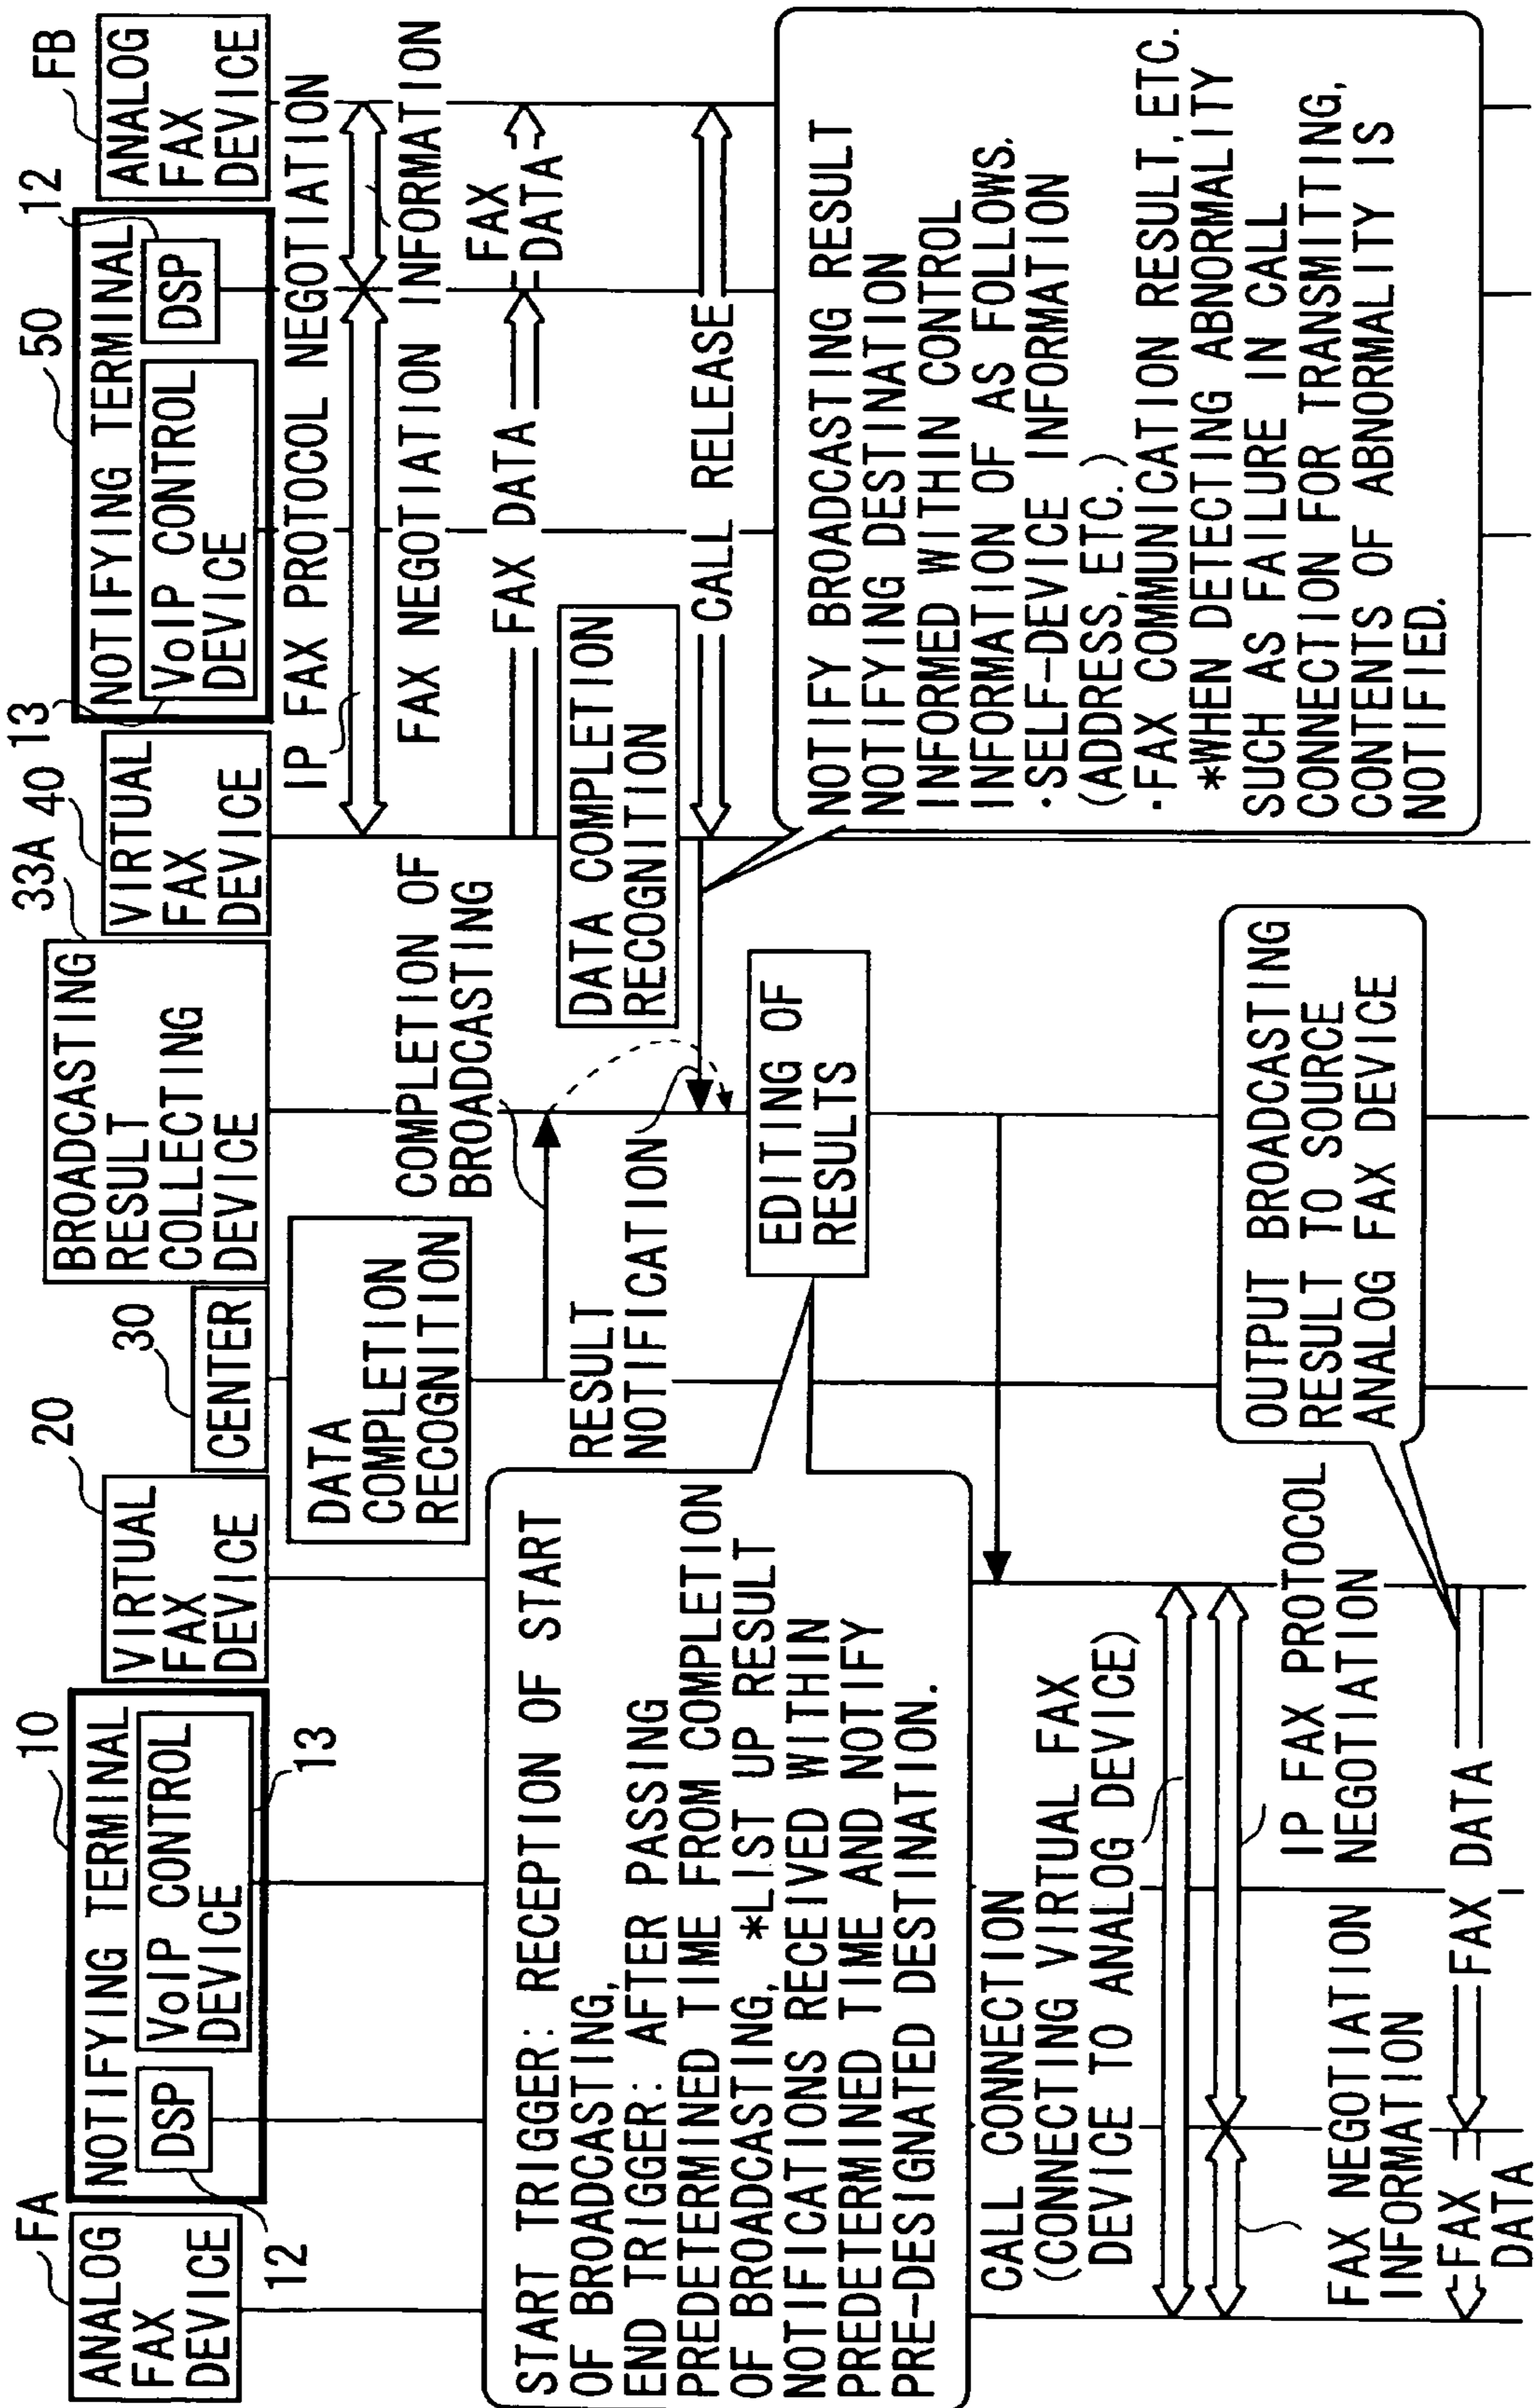 FA
ANALOG
FAX
DEVICE
10
NOTIFYING TERMINAL
DSP
VoIP CONTROL
DEVICE
12
13
20
VIRTUAL
FAX
DEVICE
30
CENTER
BROADCASTING
RESULT
COLLECTING
DEVICE
33A
40
VIRTUAL
FAX
DEVICE
13
50
NOTIFYING TERMINAL
VoIP CONTROL
DEVICE
DSP
12
FB
ANALOG
FAX
DEVICE
IP FAX PROTOCOL NEGOTIATION
FAX NEGOTIATION INFORMATION
FAX DATA
FAX
DATA
DATA
COMPLETION
RECOGNITION
COMPLETION OF
BROADCASTING
DATA COMPLETION
RECOGNITION
CALL RELEASE
RESULT
NOTIFICATION
EDITING OF
RESULTS
START TRIGGER: RECEPTION OF START
OF BROADCASTING,
END TRIGGER: AFTER PASSING
PREDETERMINED TIME FROM COMPLETION
OF BROADCASTING, *LIST UP RESULT
NOTIFICATIONS RECEIVED WITHIN
PREDETERMINED TIME AND NOTIFY
PRE-DESIGNATED DESTINATION.
NOTIFY BROADCASTING RESULT
NOTIFYING DESTINATION
INFORMED WITHIN CONTROL
INFORMATION OF AS FOLLOWS.
·SELF-DEVICE INFORMATION
(ADDRESS, ETC.)
·FAX COMMUNICATION RESULT, ETC.
*WHEN DETECTING ABNORMALITY
SUCH AS FAILURE IN CALL
CONNECTION FOR TRANSMITTING,
CONTENTS OF ABNORMALITY IS
NOTIFIED.
CALL CONNECTION
(CONNECTING VIRTUAL FAX
DEVICE TO ANALOG DEVICE)
OUTPUT BROADCASTING
RESULT TO SOURCE
ANALOG FAX DEVICE
IP FAX PROTOCOL
NEGOTIATION
FAX NEGOTIATION
INFORMATION
FAX DATA
FAX
DATA